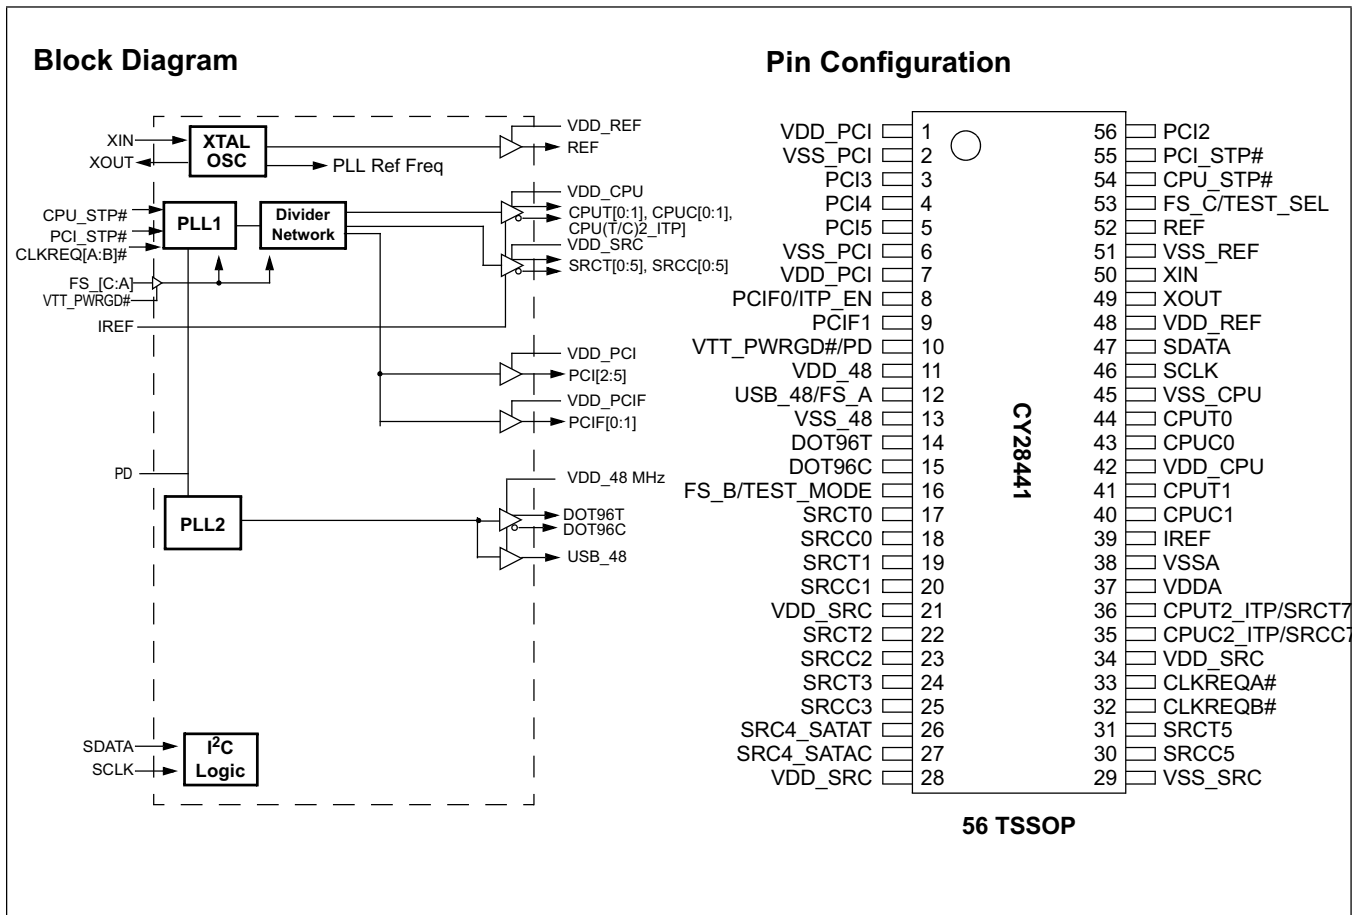 Block Diagram
XIN
XOUT
XTAL
OSC
VDD_REF
REF
PLL Ref Freq
CPU_STP#
PCI_STP#
CLKREQ[A:B]#
FS_[C:A]
VTT_PWRGD#
IREF
PLL1
Divider
Network
VDD_CPU
CPUT[0:1], CPUC[0:1],
CPU(T/C)2_ITP]
VDD_SRC
SRCT[0:5], SRCC[0:5]
VDD_PCI
PCI[2:5]
VDD_PCIF
PCIF[0:1]
PD
PLL2
VDD_48 MHz
DOT96T
DOT96C
USB_48
SDATA
SCLK
I2C
Logic
Pin Configuration
VDD_PCI 1 56 PCI2
VSS_PCI 2 55 PCI_STP#
PCI3 3 54 CPU_STP#
PCI4 4 53 FS_C/TEST_SEL
PCI5 5 52 REF
VSS_PCI 6 51 VSS_REF
VDD_PCI 7 50 XIN
PCIF0/ITP_EN 8 49 XOUT
PCIF1 9 48 VDD_REF
VTT_PWRGD#/PD 10 47 SDATA
VDD_48 11 46 SCLK
USB_48/FS_A 12 45 VSS_CPU
VSS_48 13 44 CPUT0
DOT96T 14 43 CPUC0
DOT96C 15 42 VDD_CPU
FS_B/TEST_MODE 16 41 CPUT1
SRCT0 17 40 CPUC1
SRCC0 18 39 IREF
SRCT1 19 38 VSSA
SRCC1 20 37 VDDA
VDD_SRC 21 36 CPUT2_ITP/SRCT7
SRCT2 22 35 CPUC2_ITP/SRCC7
SRCC2 23 34 VDD_SRC
SRCT3 24 33 CLKREQA#
SRCC3 25 32 CLKREQB#
SRC4_SATAT 26 31 SRCT5
SRC4_SATAC 27 30 SRCC5
VDD_SRC 28 29 VSS_SRC
CY28441
56 TSSOP